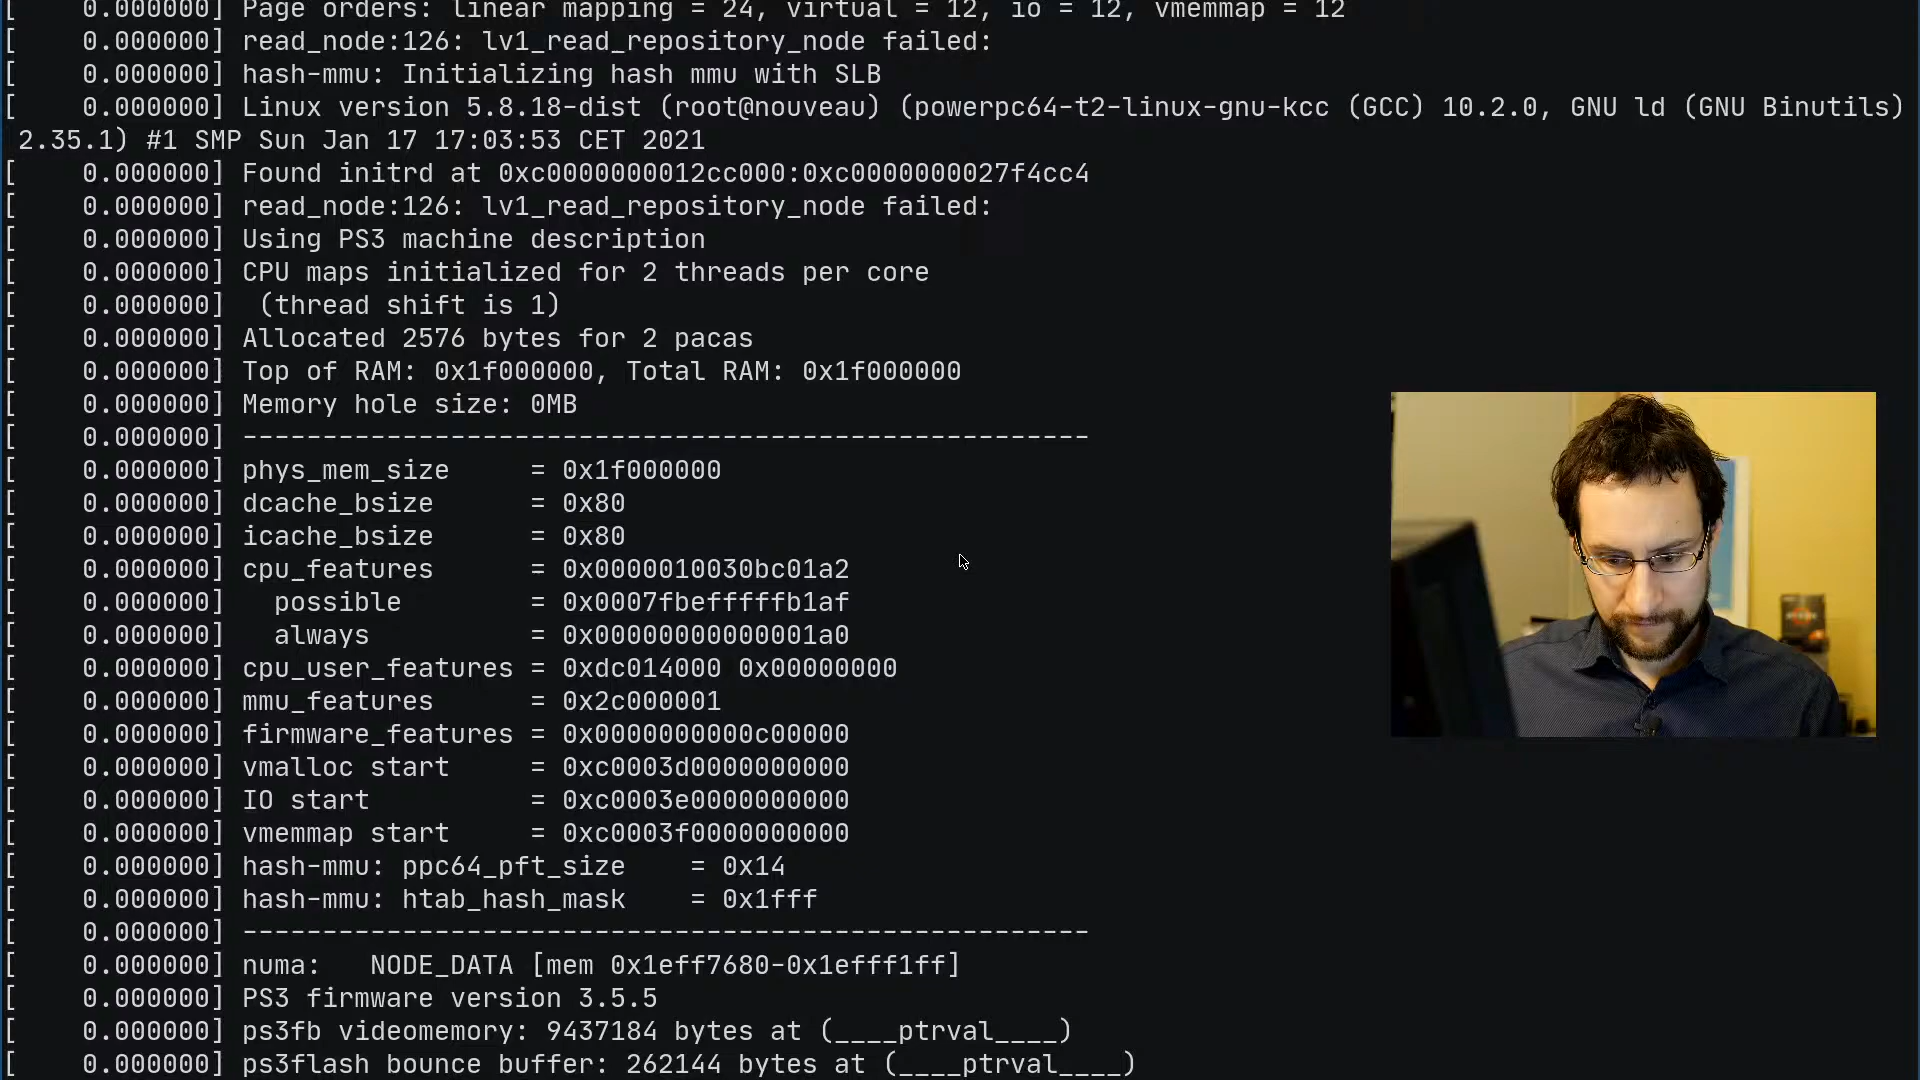 [    0.000000] Page orders: linear mapping = 24, virtual = 12, io = 12, vmemmap = 12
[    0.000000] read_node:126: lv1_read_repository_node failed:
[    0.000000] hash-mmu: Initializing hash mmu with SLB
[    0.000000] Linux version 5.8.18-dist (root@nouveau) (powerpc64-t2-linux-gnu-kcc (GCC) 10.2.0, GNU ld (GNU Binutils)
2.35.1) #1 SMP Sun Jan 17 17:03:53 CET 2021
[    0.000000] Found initrd at 0xc0000000012cc000:0xc0000000027f4cc4
[    0.000000] read_node:126: lv1_read_repository_node failed:
[    0.000000] Using PS3 machine description
[    0.000000] CPU maps initialized for 2 threads per core
[    0.000000]  (thread shift is 1)
[    0.000000] Allocated 2576 bytes for 2 pacas
[    0.000000] Top of RAM: 0x1f000000, Total RAM: 0x1f000000
[    0.000000] Memory hole size: 0MB
[    0.000000] -----------------------------------------------------
[    0.000000] phys_mem_size     = 0x1f000000
[    0.000000] dcache_bsize      = 0x80
[    0.000000] icache_bsize      = 0x80
[    0.000000] cpu_features      = 0x0000010030bc01a2
[    0.000000]   possible        = 0x0007fbefffffb1af
[    0.000000]   always          = 0x00000000000001a0
[    0.000000] cpu_user_features = 0xdc014000 0x00000000
[    0.000000] mmu_features      = 0x2c000001
[    0.000000] firmware_features = 0x0000000000c00000
[    0.000000] vmalloc start     = 0xc0003d0000000000
[    0.000000] IO start          = 0xc0003e0000000000
[    0.000000] vmemmap start     = 0xc0003f0000000000
[    0.000000] hash-mmu: ppc64_pft_size    = 0x14
[    0.000000] hash-mmu: htab_hash_mask    = 0x1fff
[    0.000000] -----------------------------------------------------
[    0.000000] numa:   NODE_DATA [mem 0x1eff7680-0x1efff1ff]
[    0.000000] PS3 firmware version 3.5.5
[    0.000000] ps3fb videomemory: 9437184 bytes at (____ptrval____)
[    0.000000] ps3flash bounce buffer: 262144 bytes at (____ptrval____)